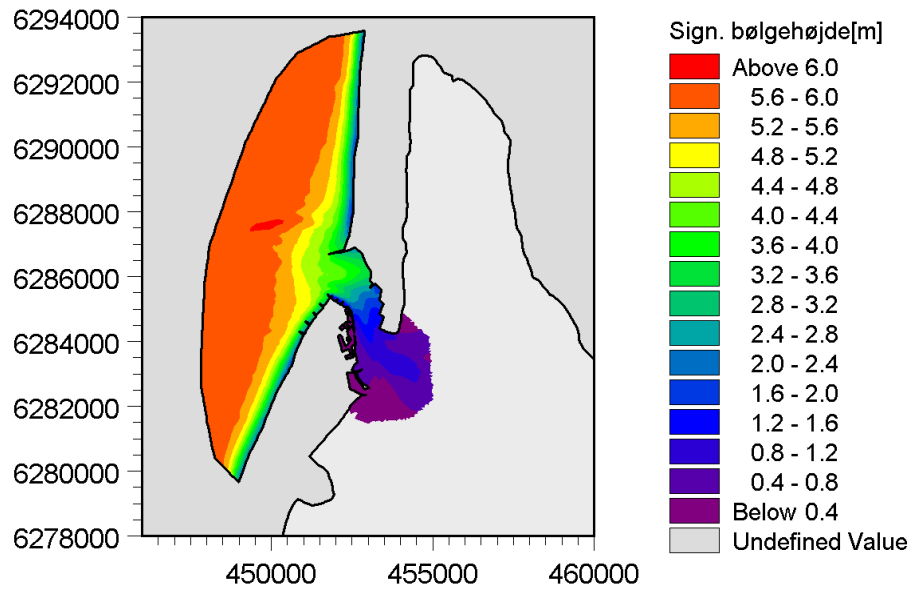 6294000
6292000
6290000
6288000
6286000
6284000
6282000
6280000
6278000
450000
455000
460000
Sign. bølgehøjde[m]
Above 6.0
5.6 - 6.0
5.2 - 5.6
4.8 - 5.2
4.4 - 4.8
4.0 - 4.4
3.6 - 4.0
3.2 - 3.6
2.8 - 3.2
2.4 - 2.8
2.0 - 2.4
1.6 - 2.0
1.2 - 1.6
0.8 - 1.2
0.4 - 0.8
Below 0.4
Undefined Value